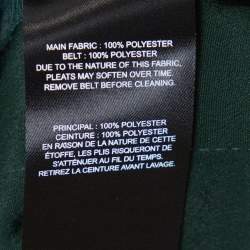 MAIN FABRIC : 100% POLYESTER
BELT : 100% POLYESTER
DUE TO THE NATURE OF THIS FABRIC,
PLEATS MAY SOFTEN OVER TIME.
REMOVE BELT BEFORE CLEANING.
PRINCIPAL : 100% POLYESTER
CEINTURE : 100% POLYESTER
EN RAISON DE LA NATURE DE CETTE
ÉTOFFE, LES PLIS RISQUERONT DE
S'ATTÉNUER AU FIL DU TEMPS.
RETIREZ LA CEINTURE AVANT LAVAGE.